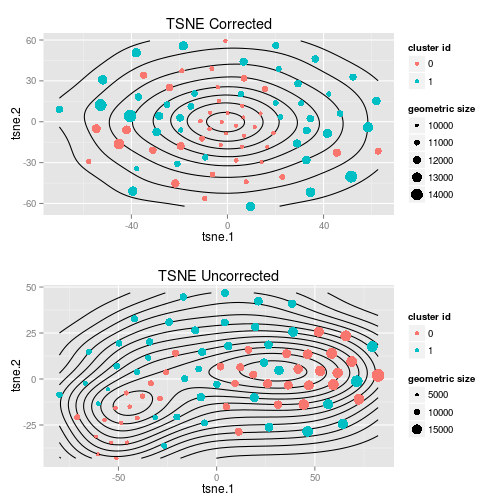 TSNE Corrected
60
30
0
-30
-60
tsne.2
-40
0
40
tsne.1
cluster id
0
1
geometric size
10000
11000
12000
13000
14000
TSNE Uncorrected
50
25
0
-25
tsne.2
-50
0
50
tsne.1
cluster id
0
1
geometric size
5000
10000
15000